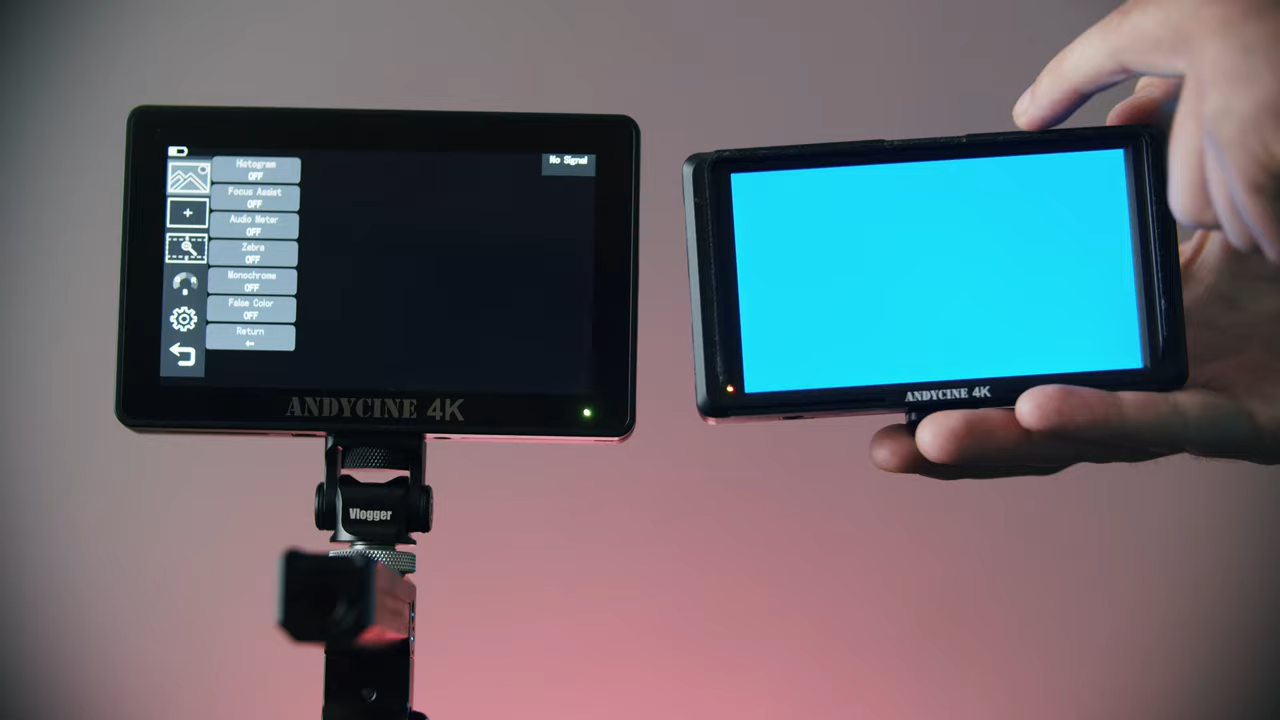 Histogram
OFF
Focus Assist
OFF
Audio Meter
OFF
Zebra
OFF
Monochrome
OFF
False Color
OFF
Return
No Signal
ANDYCINE 4K
Vlogger
ANDYCINE 4K